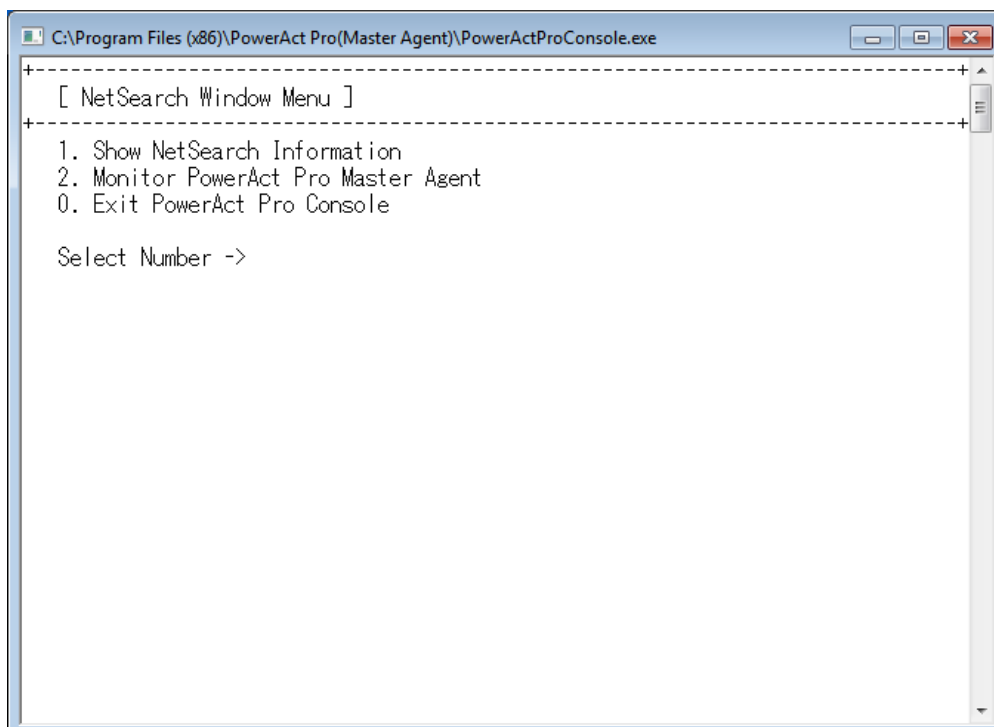 C:\Program Files (x86)\PowerAct Pro(Master Agent)\PowerActProConsole.exe
+------------------------------------------------------------------------------+
[ NetSearch Window Menu ]
+------------------------------------------------------------------------------+
1. Show NetSearch Information
2. Monitor PowerAct Pro Master Agent
0. Exit PowerAct Pro Console
Select Number ->